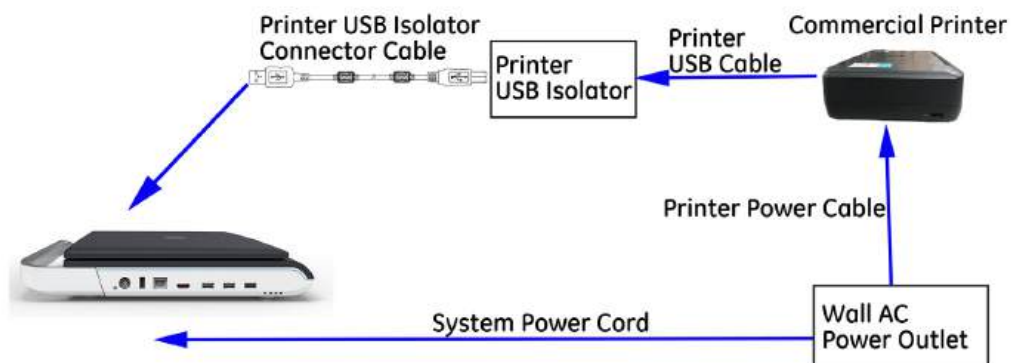 Printer USB Isolator
Connector Cable
Printer
USB Isolator
Printer
USB Cable
Commercial Printer
Printer Power Cable
System Power Cord
Wall AC
Power Outlet